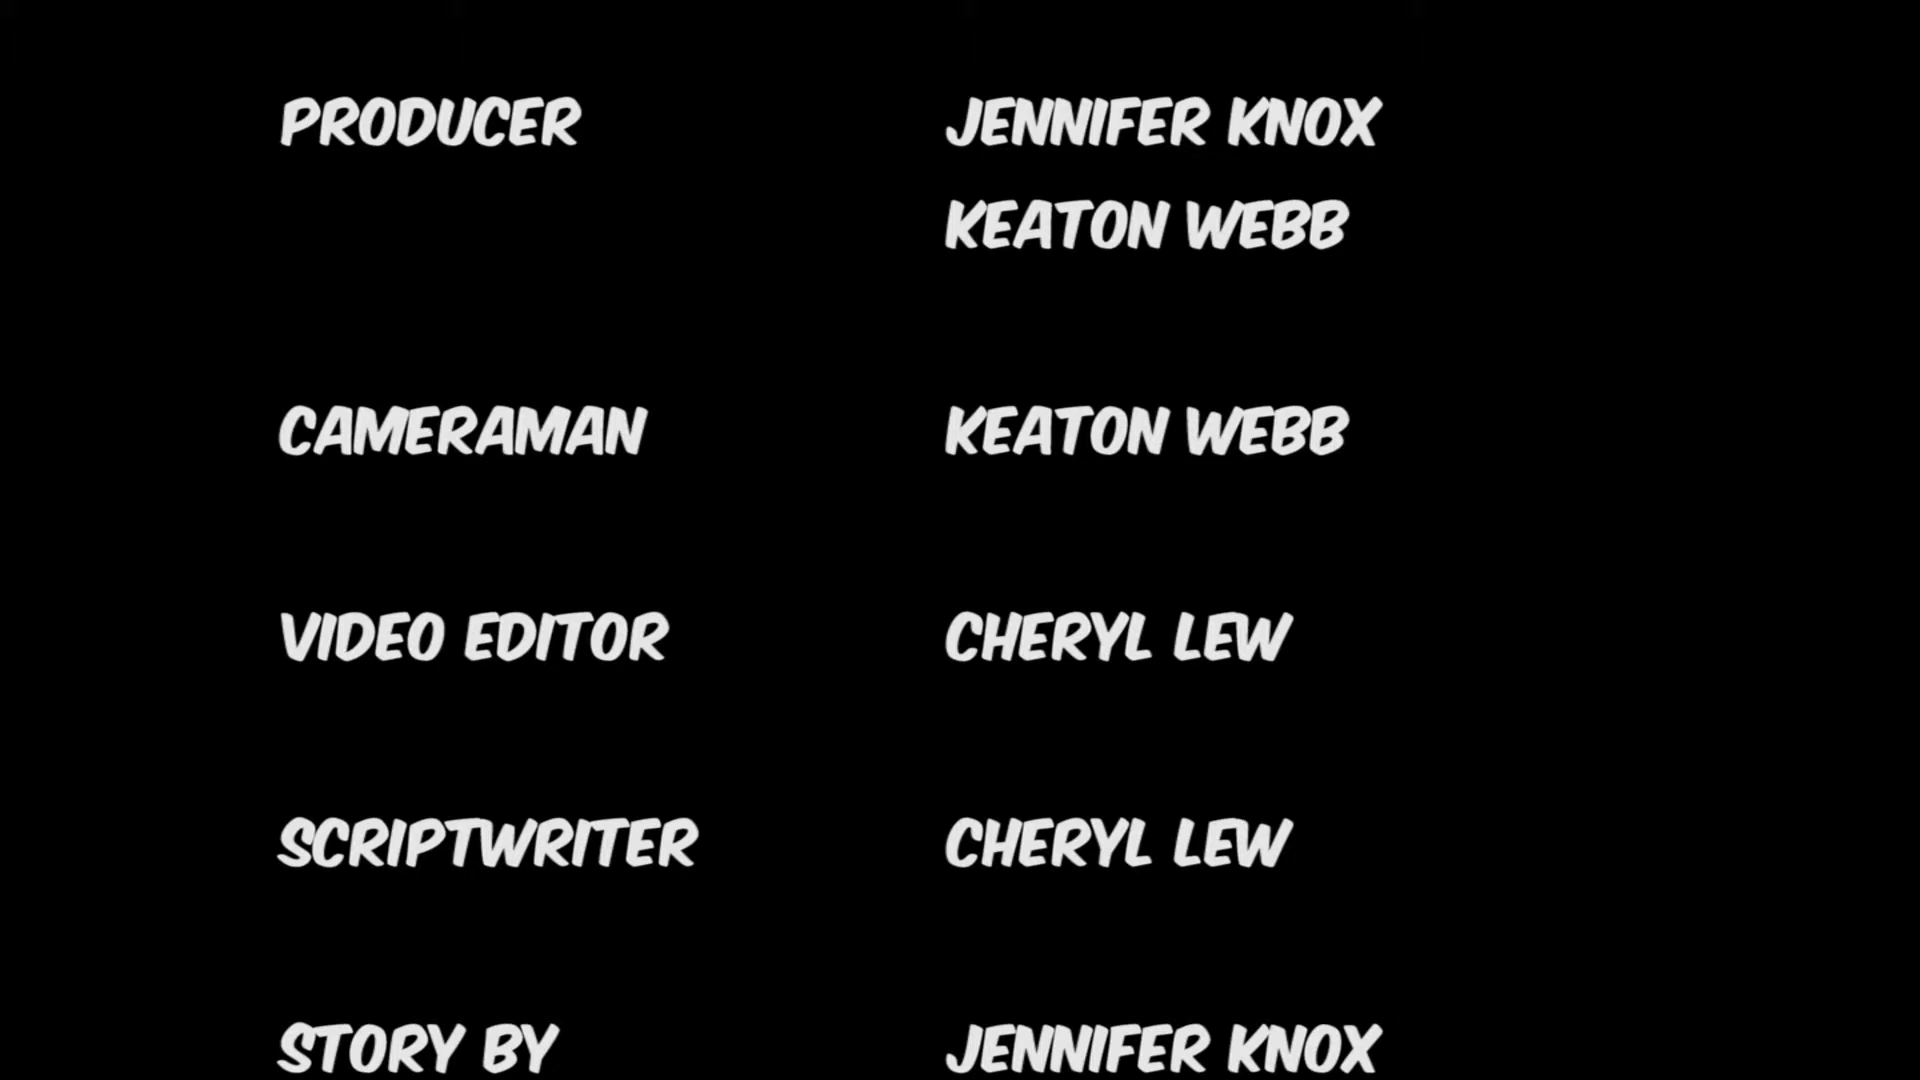 PRODUCER JENNIFER KNOX
KEATON WEBB
CAMERAMAN KEATON WEBB
VIDEO EDITOR CHERYL LEW
SCRIPTWRITER CHERYL LEW
STORY BY JENNIFER KNOX